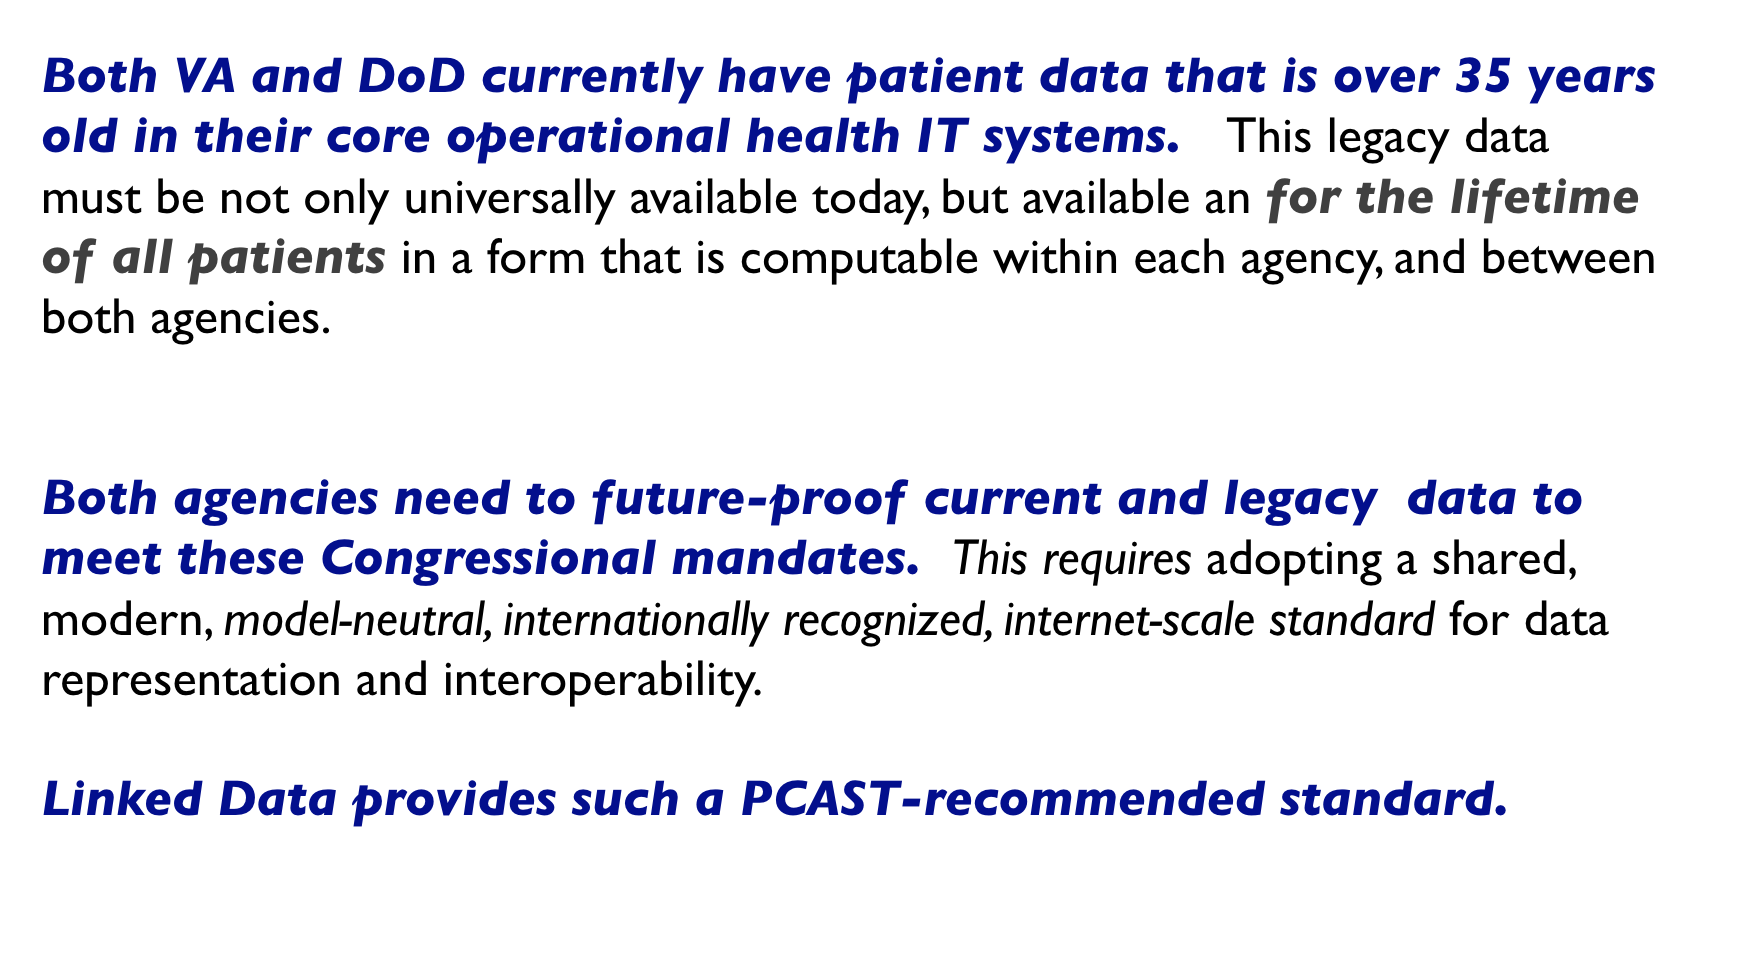 Both VA and DoD currently have patient data that is over 35 years
old in their core operational health IT systems.   This legacy data
must be not only universally available today, but available an for the lifetime
of all patients in a form that is computable within each agency, and between
both agencies.
Both agencies need to future-proof current and legacy  data to
meet these Congressional mandates.  This requires adopting a shared,
modern, model-neutral, internationally recognized, internet-scale standard for data
representation and interoperability.
Linked Data provides such a PCAST-recommended standard.